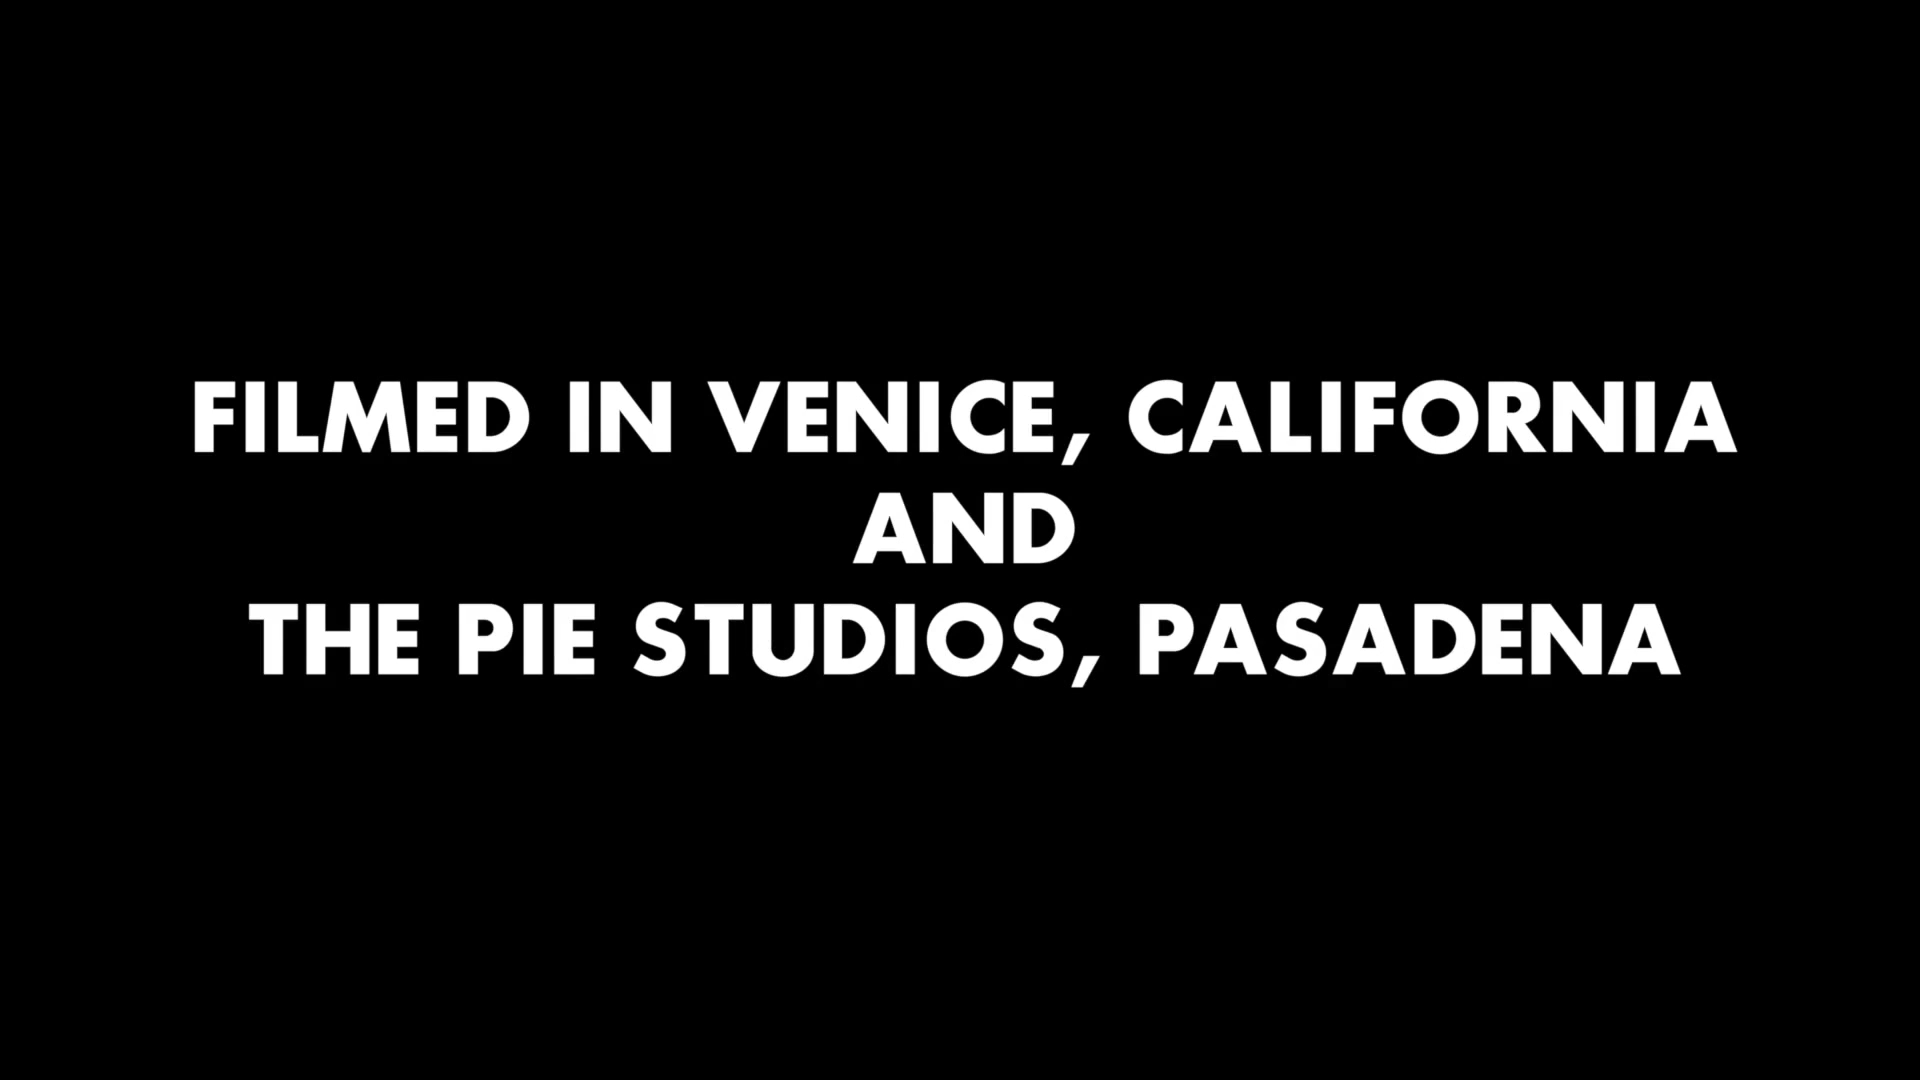 FILMED IN VENICE, CALIFORNIA
AND
THE PIE STUDIOS, PASADENA